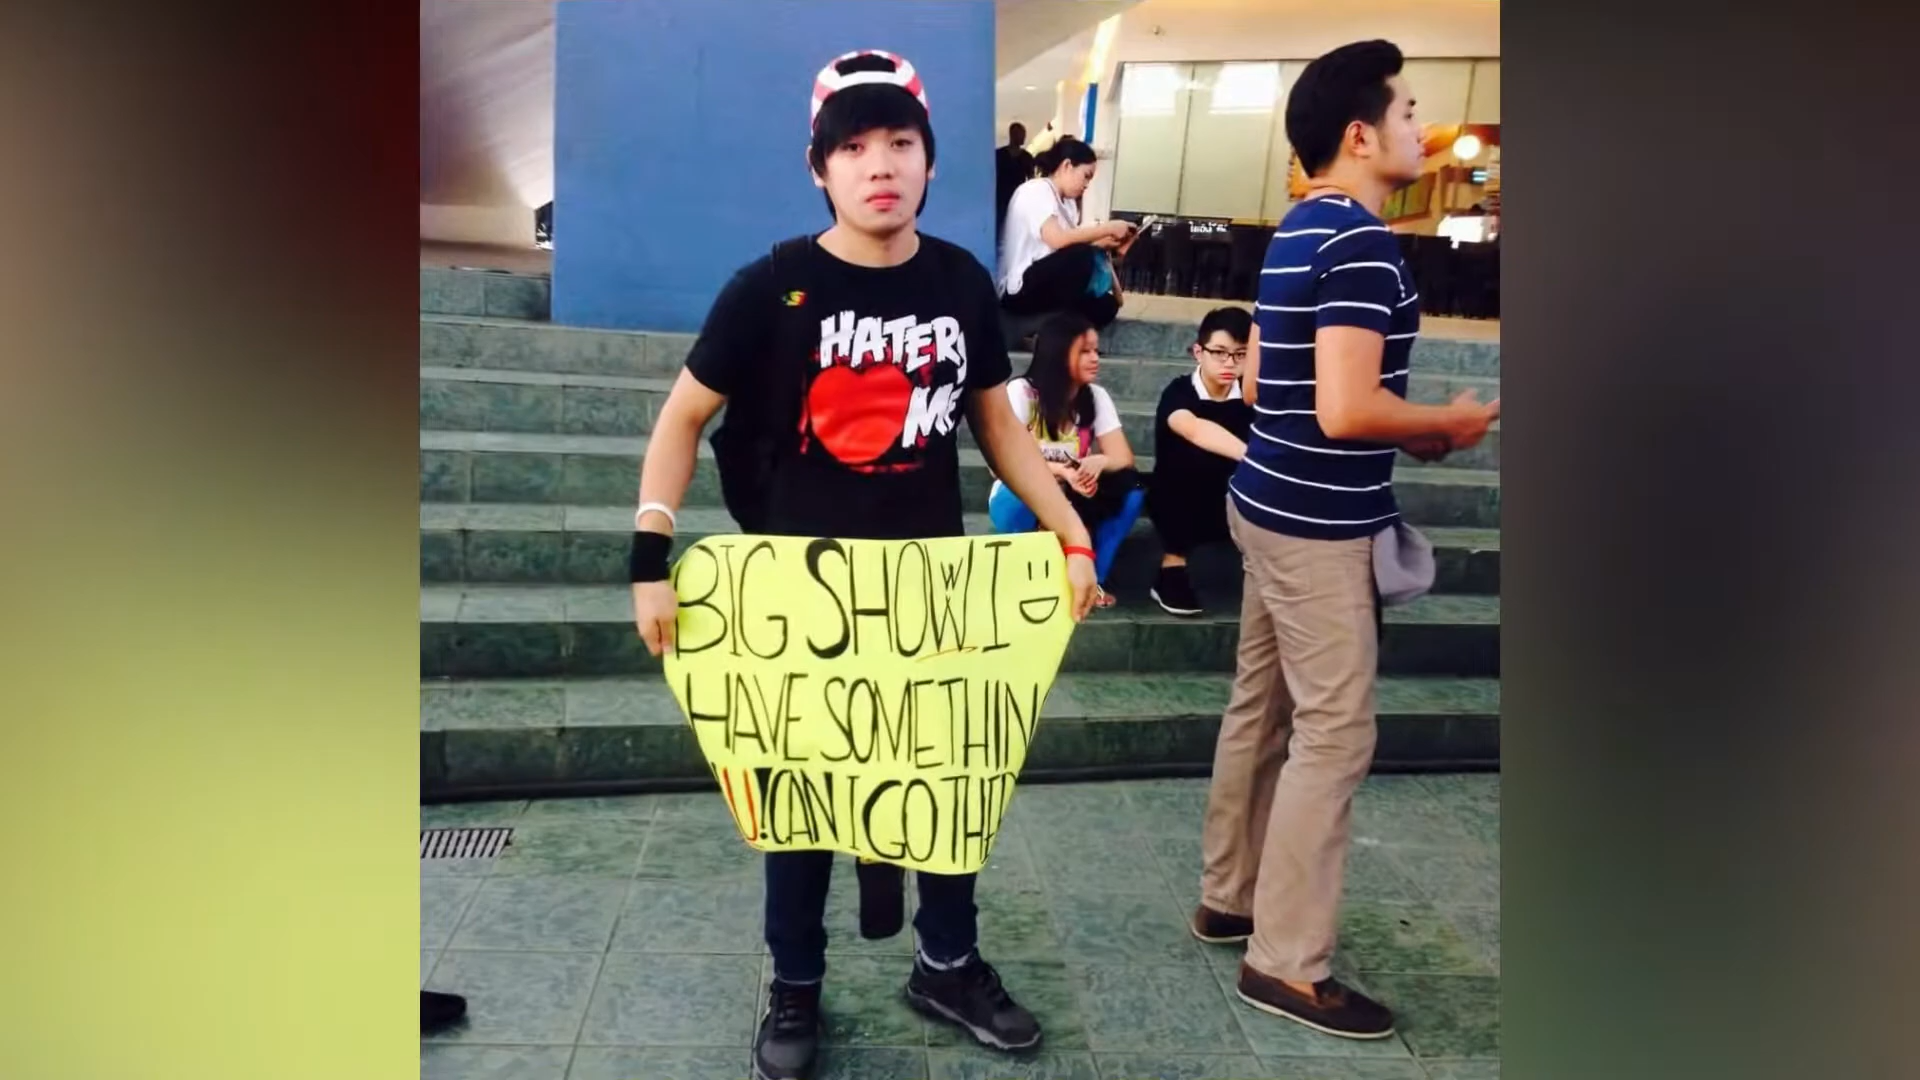 HATERS
ME
BIG SHOW I
HAVE SOMETHIN
U! CAN I GO THE